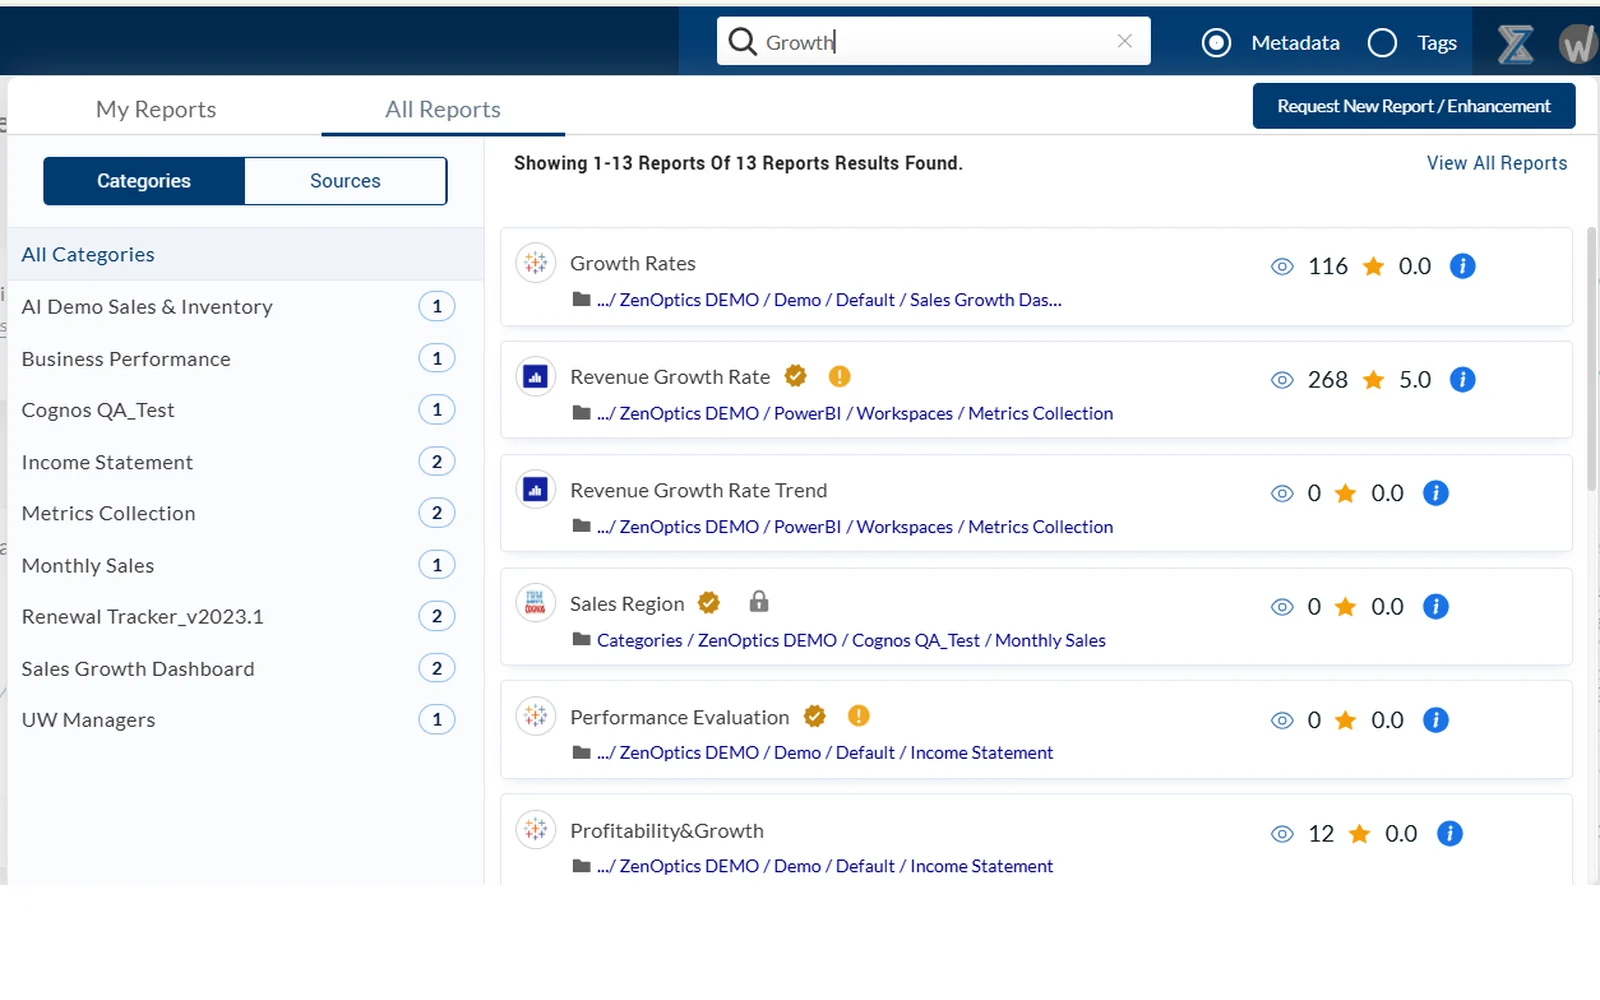 Growth
Metadata
Tags
My Reports
All Reports
Request New Report / Enhancement
Categories
Sources
Showing 1-13 Reports Of 13 Reports Results Found.
View All Reports
All Categories
AI Demo Sales & Inventory 1
Business Performance 1
Cognos QA_Test 1
Income Statement 2
Metrics Collection 2
Monthly Sales 1
Renewal Tracker_v2023.1 2
Sales Growth Dashboard 2
UW Managers 1
Growth Rates 116 0.0
.../ ZenOptics DEMO / Demo / Default / Sales Growth Das...
Revenue Growth Rate 268 5.0
.../ ZenOptics DEMO / PowerBI / Workspaces / Metrics Collection
Revenue Growth Rate Trend 0 0.0
.../ ZenOptics DEMO / PowerBI / Workspaces / Metrics Collection
IBM COGNOS Sales Region 0 0.0
Categories / ZenOptics DEMO / Cognos QA_Test / Monthly Sales
Performance Evaluation 0 0.0
.../ ZenOptics DEMO / Demo / Default / Income Statement
Profitability&Growth 12 0.0
.../ ZenOptics DEMO / Demo / Default / Income Statement